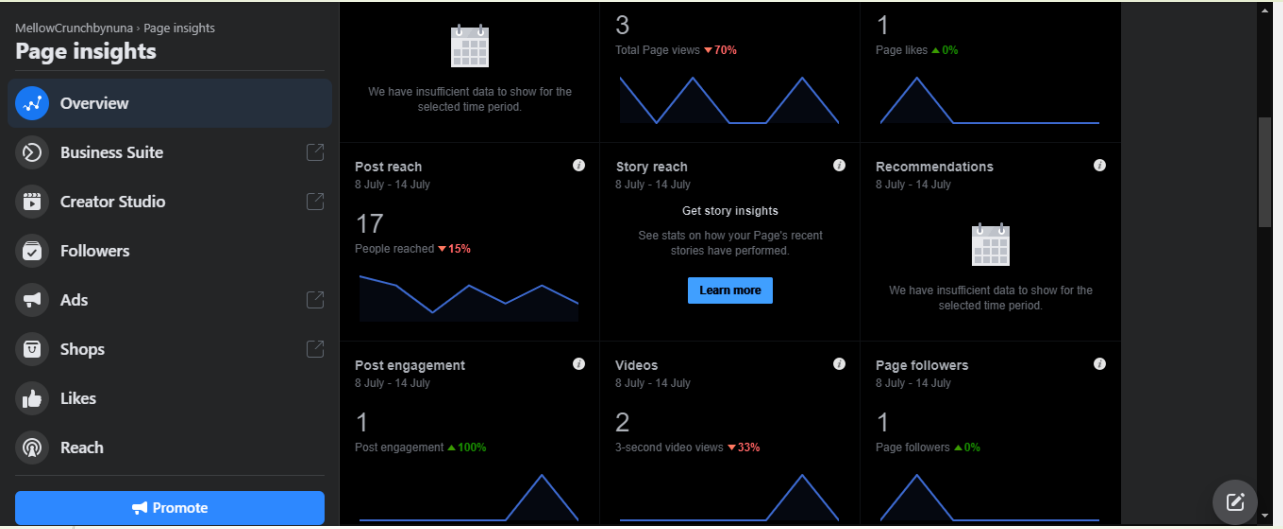 MellowCrunchbynuna › Page insights
Page insights
Overview
Business Suite
Creator Studio
Followers
Ads
Shops
Likes
Reach
Promote
We have insufficient data to show for the
selected time period.
3
Total Page views ▼70%
1
Page likes ▲0%
Post reach
8 July - 14 July
17
People reached ▼15%
Story reach
8 July - 14 July
Get story insights
See stats on how your Page's recent
stories have performed.
Learn more
Recommendations
8 July - 14 July
We have insufficient data to show for the
selected time period.
Post engagement
8 July - 14 July
1
Post engagement ▲100%
Videos
8 July - 14 July
2
3-second video views ▼33%
Page followers
8 July - 14 July
1
Page followers ▲0%